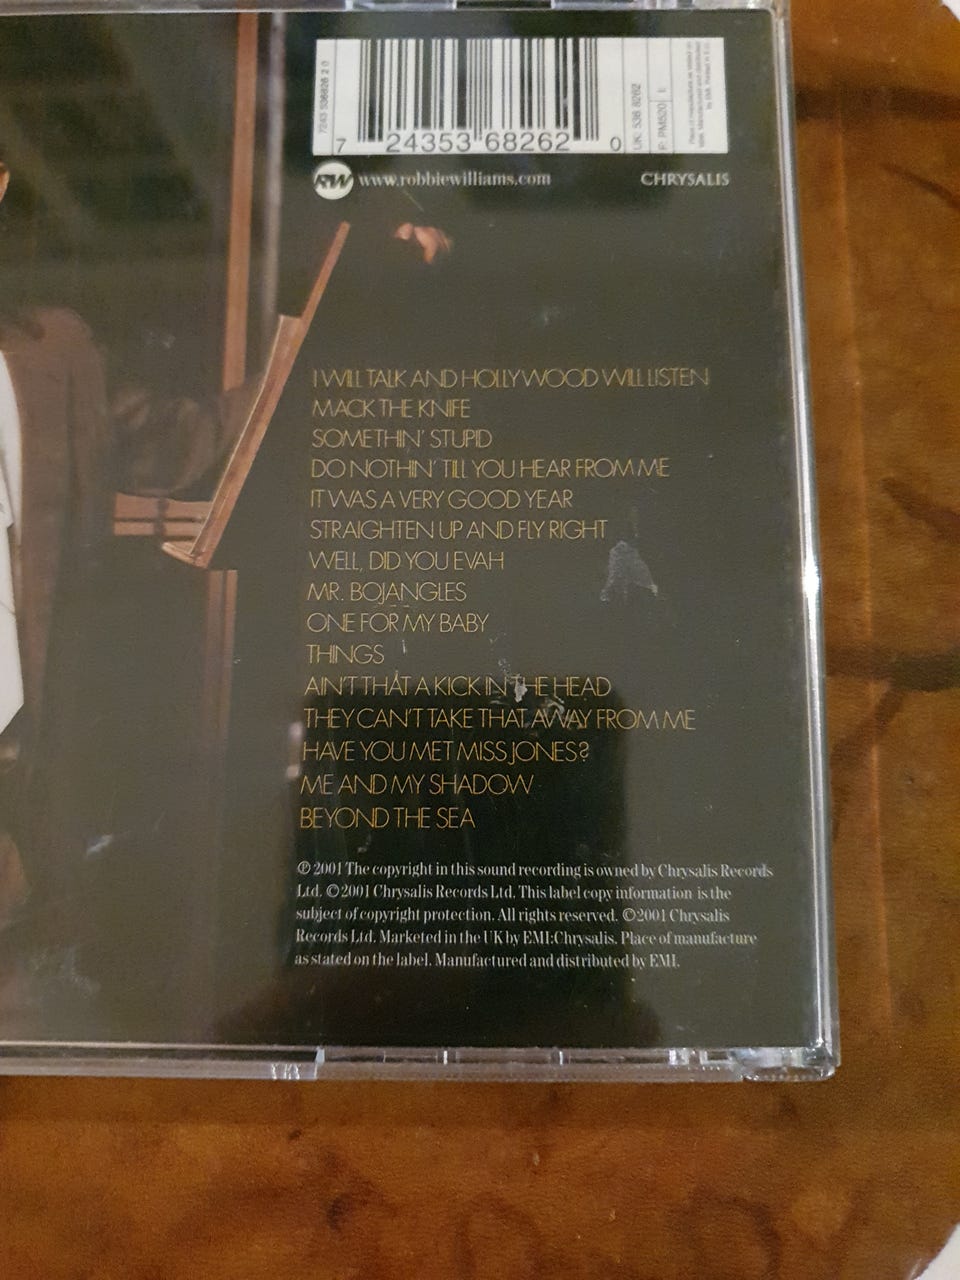 7243 536826 2 0
7 24353 68262 0
UK: 536 8262
F: PM520
I:
RW www.robbiewilliams.com
CHRYSALIS
I WILL TALK AND HOLLYWOOD WILL LISTEN
MACK THE KNIFE
SOMETHIN' STUPID
DO NOTHIN' TILL YOU HEAR FROM ME
IT WAS A VERY GOOD YEAR
STRAIGHTEN UP AND FLY RIGHT
WELL, DID YOU EVAH
MR. BOJANGLES
ONE FOR MY BABY
THINGS
AIN'T THAT A KICK IN THE HEAD
THEY CAN'T TAKE THAT AWAY FROM ME
HAVE YOU MET MISS JONES?
ME AND MY SHADOW
BEYOND THE SEA
℗ 2001 The copyright in this sound recording is owned by Chrysalis Records
Ltd. © 2001 Chrysalis Records Ltd. This label copy information is the
subject of copyright protection. All rights reserved. © 2001 Chrysalis
Records Ltd. Marketed in the UK by EMI:Chrysalis. Place of manufacture
as stated on the label. Manufactured and distributed by EMI.